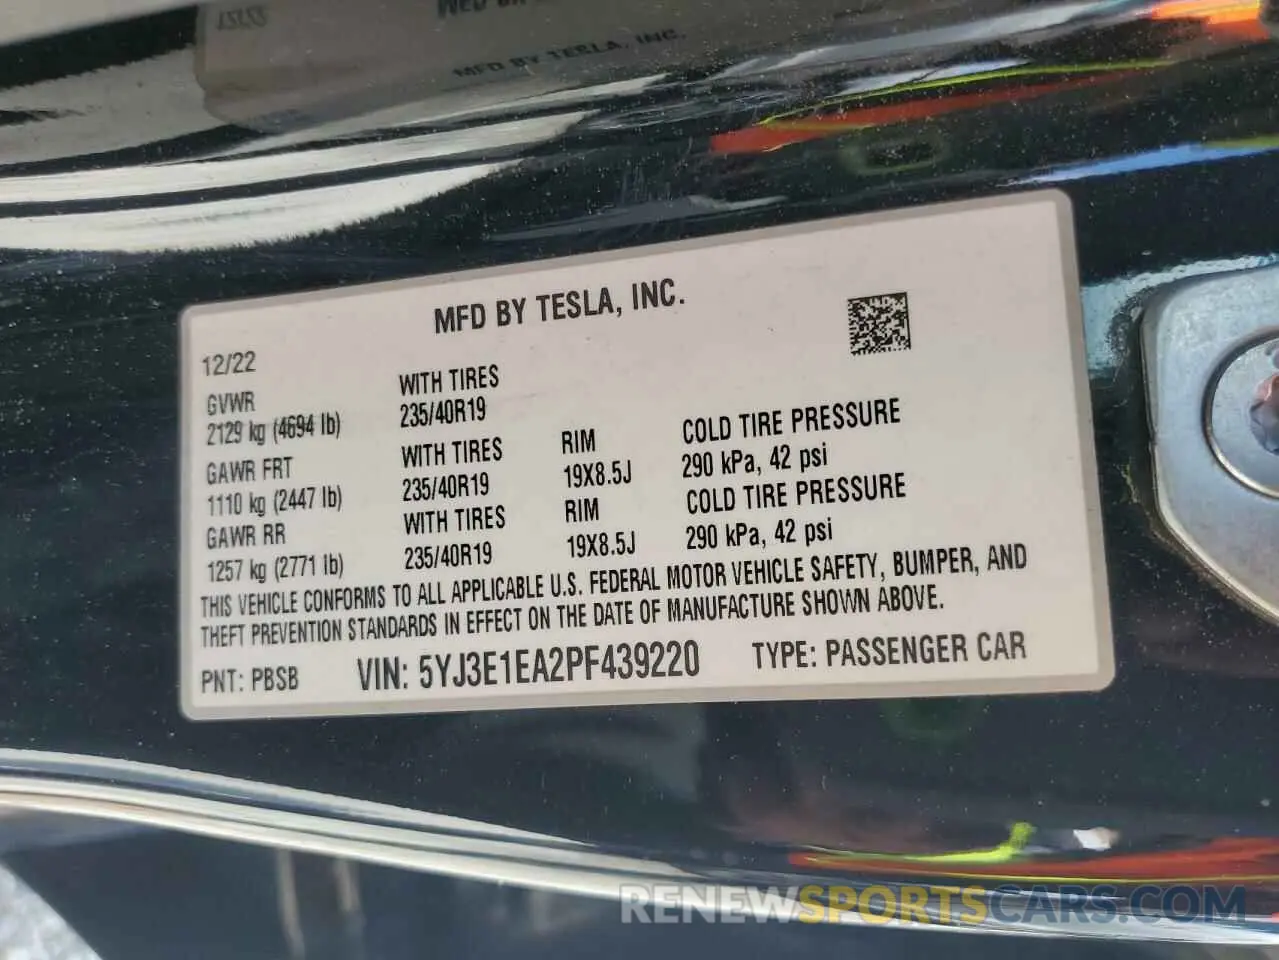 MFD BY TESLA, INC.
12/22
GVWR
2129 kg (4694 lb)
WITH TIRES
235/40R19
GAWR FRT
1110 kg (2447 lb)
WITH TIRES
235/40R19
RIM
19X8.5J
COLD TIRE PRESSURE
290 kPa, 42 psi
GAWR RR
1257 kg (2771 lb)
WITH TIRES
235/40R19
RIM
19X8.5J
COLD TIRE PRESSURE
290 kPa, 42 psi
THIS VEHICLE CONFORMS TO ALL APPLICABLE U.S. FEDERAL MOTOR VEHICLE SAFETY, BUMPER, AND
THEFT PREVENTION STANDARDS IN EFFECT ON THE DATE OF MANUFACTURE SHOWN ABOVE.
PNT: PBSB VIN: 5YJ3E1EA2PF439220 TYPE: PASSENGER CAR
RENEWSPORTSCARS.COM